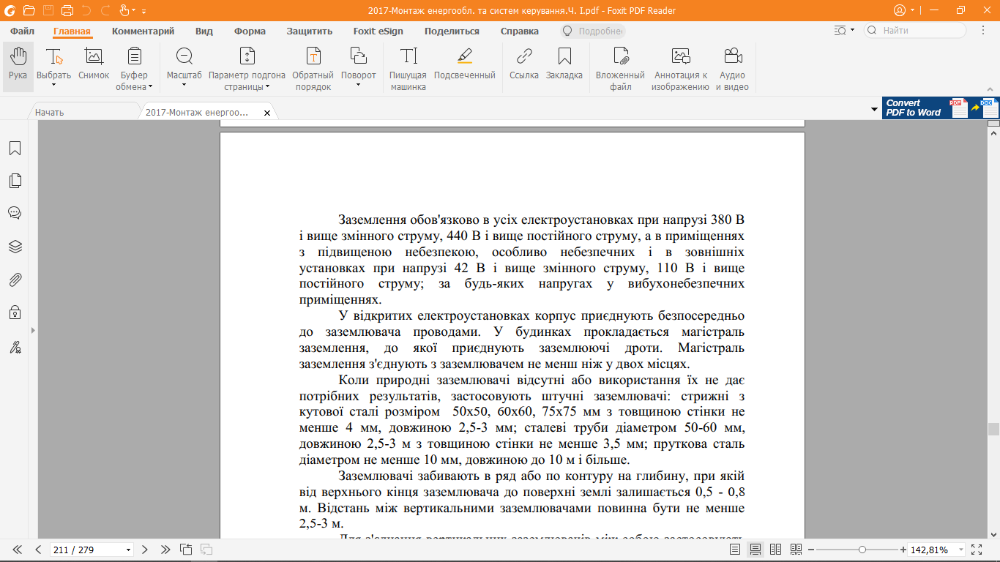 2017-Монтаж енергообл. та систем керування.Ч. I.pdf - Foxit PDF Reader
Файл Главная Комментарий Вид Форма Защитить Foxit eSign Поделиться Справка Подробнее Найти
Рука Выбрать Снимок Буфер обмена Масштаб Параметр подгона страницы Обратный порядок Поворот Пишущая машинка Подсвеченный Ссылка Закладка Вложенный файл Аннотация к изображению Аудио и видео
Начать 2017-Монтаж енергоо...
Convert
PDF to Word
PDF DOC
Заземлення обов'язково в усіх електроустановках при напрузі 380 В
і вище змінного струму, 440 В і вище постійного струму, а в приміщеннях
з підвищеною небезпекою, особливо небезпечних і в зовнішніх
установках при напрузі 42 В і вище змінного струму, 110 В і вище
постійного струму; за будь-яких напругах у вибухонебезпечних
приміщеннях.
У відкритих електроустановках корпус приєднують безпосередньо
до заземлювача проводами. У будинках прокладається магістраль
заземлення, до якої приєднують заземлюючі дроти. Магістраль
заземлення з'єднують з заземлювачем не менш ніж у двох місцях.
Коли природні заземлювачі відсутні або використання їх не дає
потрібних результатів, застосовують штучні заземлювачі: стрижні з
кутової сталі розміром 50х50, 60х60, 75х75 мм з товщиною стінки не
менше 4 мм, довжиною 2,5-3 мм; сталеві труби діаметром 50-60 мм,
довжиною 2,5-3 м з товщиною стінки не менше 3,5 мм; пруткова сталь
діаметром не менше 10 мм, довжиною до 10 м і більше.
Заземлювачі забивають в ряд або по контуру на глибину, при якій
від верхнього кінця заземлювача до поверхні землі залишається 0,5 - 0,8
м. Відстань між вертикальними заземлювачами повинна бути не менше
2,5-3 м.
Для з'єднання вертикальних заземлювачів між собою застосовують
211 / 279 142,81%